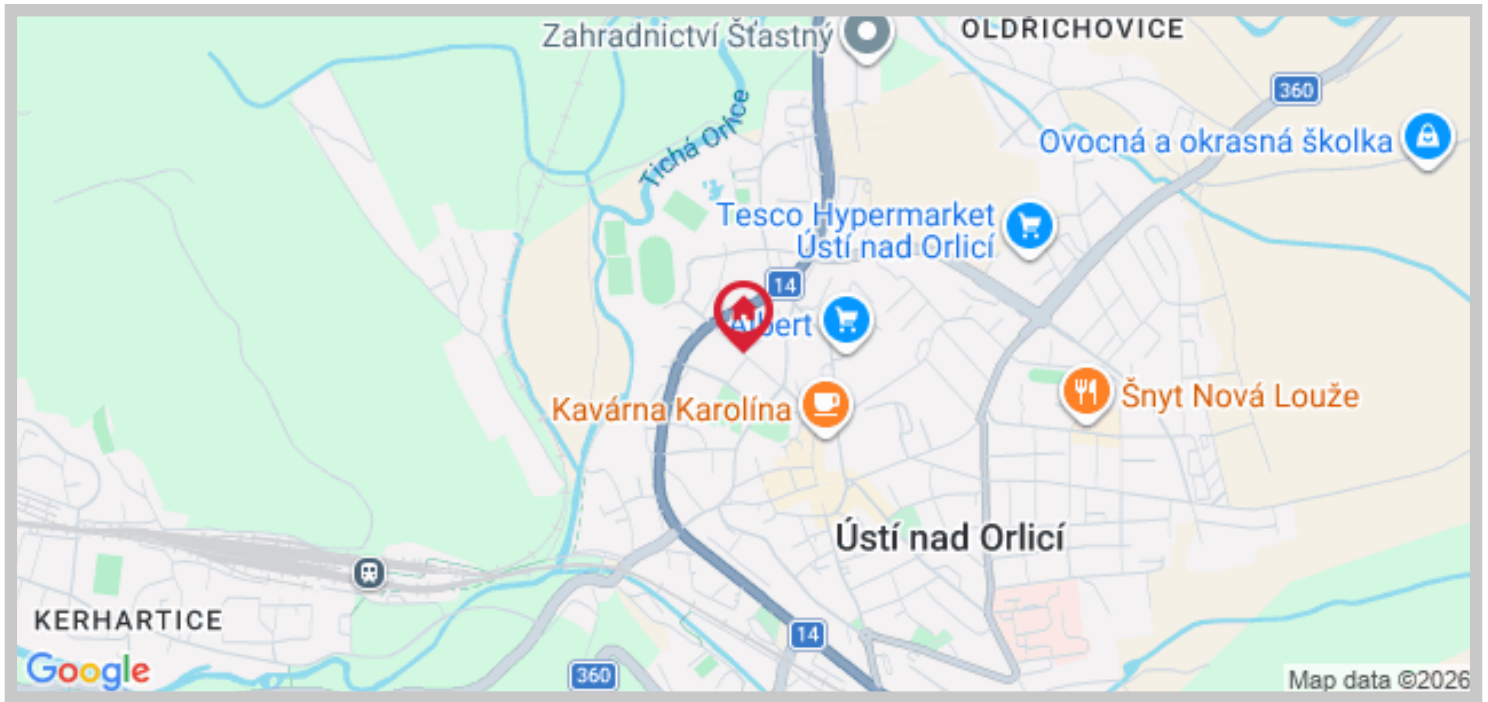 Zahradnictví Šťastný
OLDŘICHOVICE
360
Tichá Orlice
Ovocná a okrasná školka
Tesco Hypermarket
Ústí nad Orlicí
14
Albert
Kavárna Karolína
Šnyt Nová Louže
Ústí nad Orlicí
KERHARTICE
14
360
Google
Map data ©2026